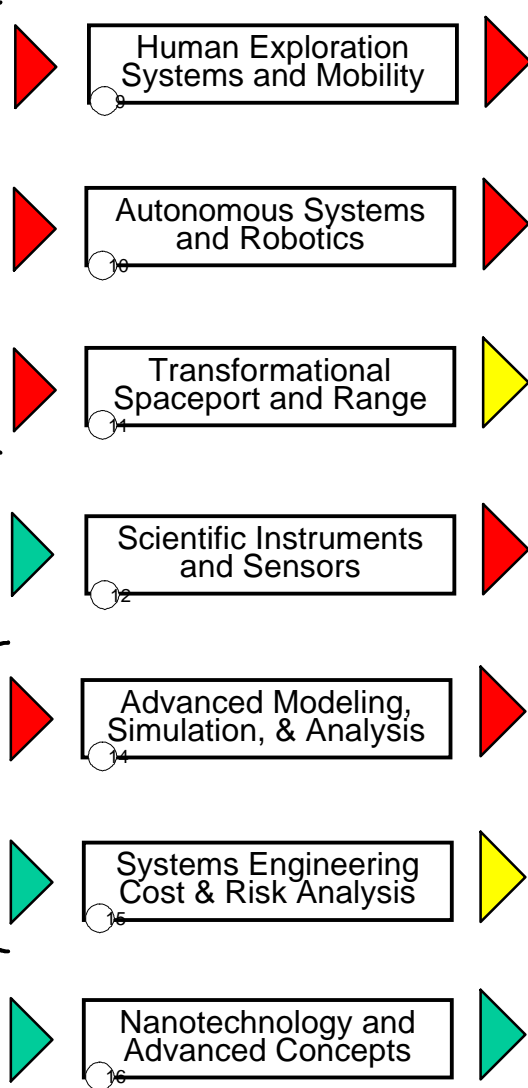 Human Exploration
Systems and Mobility
9
Autonomous Systems
and Robotics
10
Transformational
Spaceport and Range
11
Scientific Instruments
and Sensors
12
Advanced Modeling,
Simulation, & Analysis
14
Systems Engineering
Cost & Risk Analysis
15
Nanotechnology and
Advanced Concepts
16